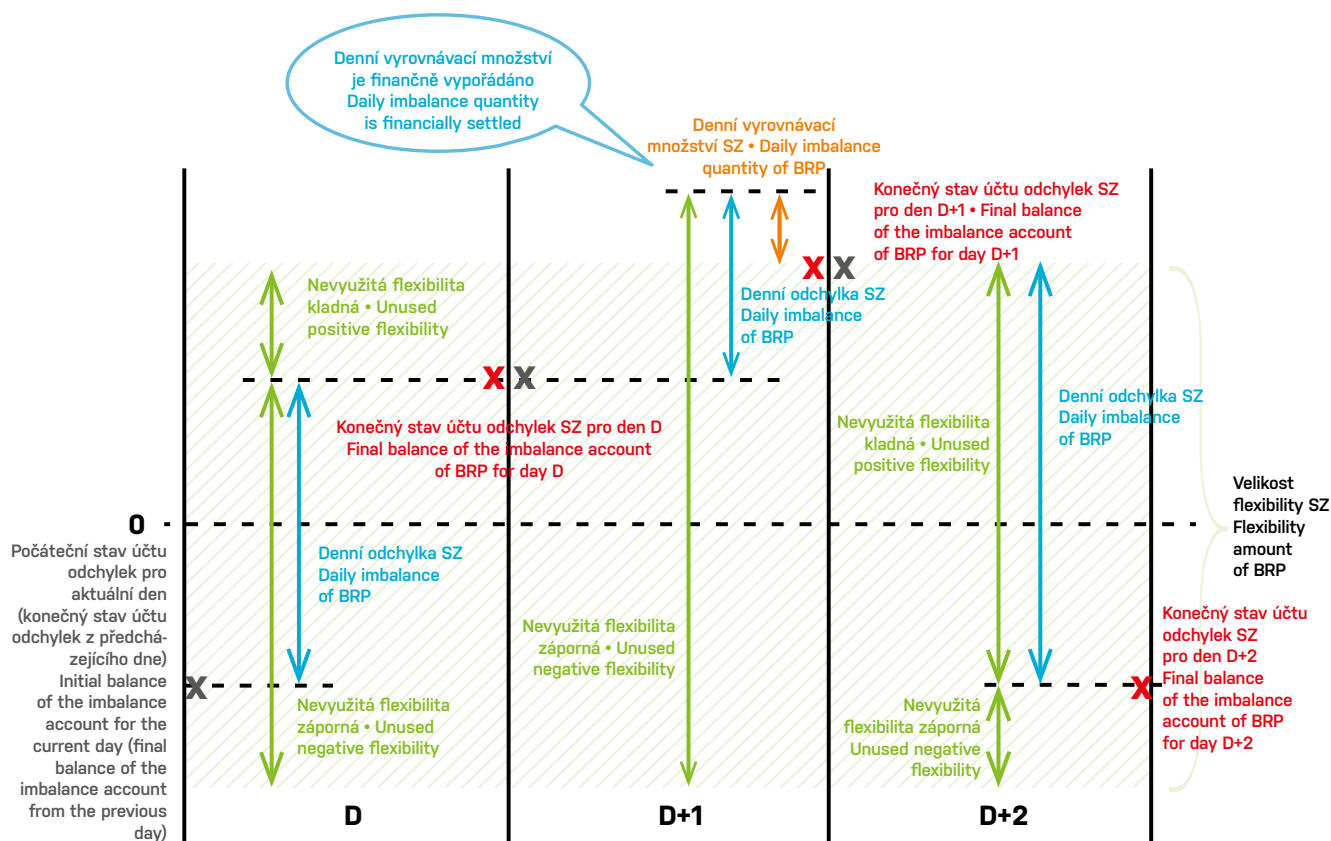 Denní vyrovnávací množství
je finančně vypořádáno
Daily imbalance quantity
is financially settled
Denní vyrovnávací
množství SZ • Daily imbalance
quantity of BRP
Konečný stav účtu odchylek SZ
pro den D+1 • Final balance
of the imbalance account
of BRP for day D+1
X X
Nevyužitá flexibilita
kladná • Unused
positive flexibility
Denní odchylka SZ
Daily imbalance
of BRP
X X
Konečný stav účtu odchylek SZ pro den D
Final balance of the imbalance account
of BRP for day D
Nevyužitá flexibilita
kladná • Unused
positive flexibility
Denní odchylka SZ
Daily imbalance
of BRP
Velikost
flexibility SZ
Flexibility
amount
of BRP
0
Počáteční stav účtu
odchylek pro
aktuální den
(konečný stav účtu
odchylek z předchá-
zejícího dne)
Initial balance
of the imbalance
account for the
current day (final
balance of the
imbalance account
from the previous
day)
Denní odchylka SZ
Daily imbalance
of BRP
X
Nevyužitá flexibilita
záporná • Unused
negative flexibility
Nevyužitá flexibilita
záporná • Unused
negative flexibility
Nevyužitá
flexibilita záporná
Unused negative
flexibility
X
Konečný stav účtu
odchylek SZ
pro den D+2
Final balance
of the imbalance
account of BRP
for day D+2
D
D+1
D+2